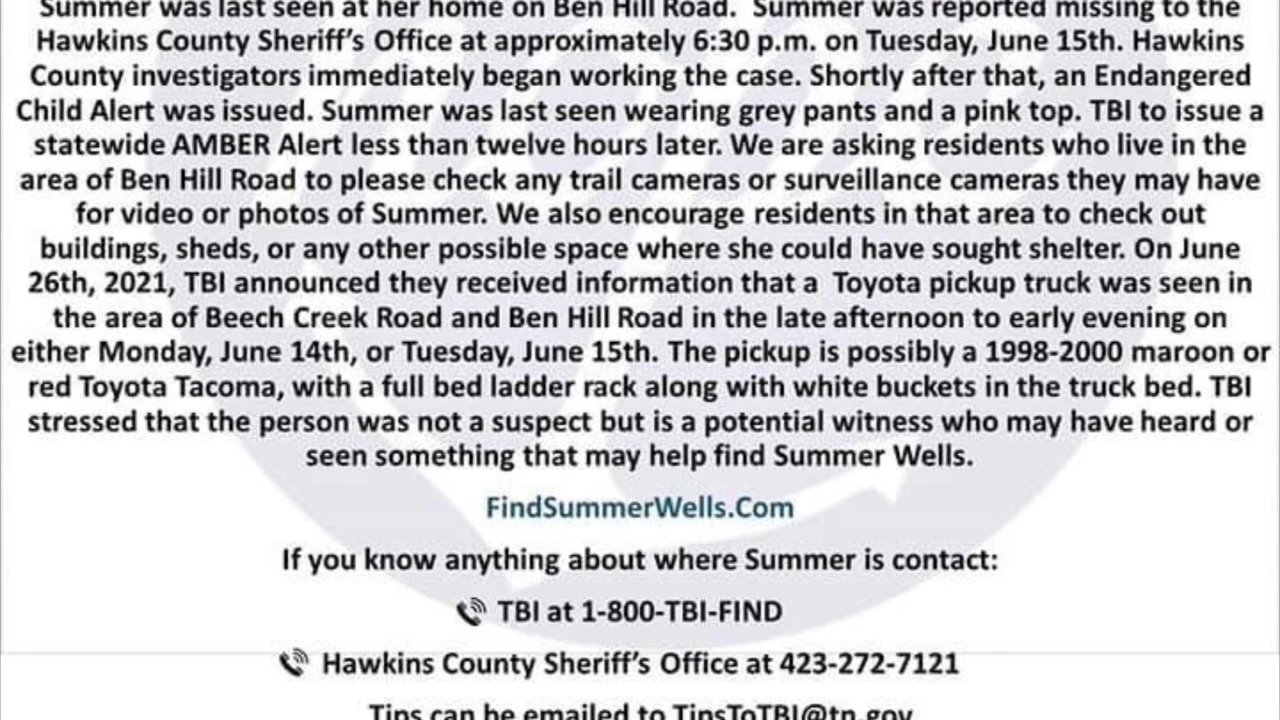 Summer was last seen at her home on Ben Hill Road. Summer was reported missing to the
Hawkins County Sheriff's Office at approximately 6:30 p.m. on Tuesday, June 15th. Hawkins
County investigators immediately began working the case. Shortly after that, an Endangered
Child Alert was issued. Summer was last seen wearing grey pants and a pink top. TBI to issue a
statewide AMBER Alert less than twelve hours later. We are asking residents who live in the
area of Ben Hill Road to please check any trail cameras or surveillance cameras they may have
for video or photos of Summer. We also encourage residents in that area to check out
buildings, sheds, or any other possible space where she could have sought shelter. On June
26th, 2021, TBI announced they received information that a Toyota pickup truck was seen in
the area of Beech Creek Road and Ben Hill Road in the late afternoon to early evening on
either Monday, June 14th, or Tuesday, June 15th. The pickup is possibly a 1998-2000 maroon or
red Toyota Tacoma, with a full bed ladder rack along with white buckets in the truck bed. TBI
stressed that the person was not a suspect but is a potential witness who may have heard or
seen something that may help find Summer Wells.
FindSummerWells.Com
If you know anything about where Summer is contact:
TBI at 1-800-TBI-FIND
Hawkins County Sheriff's Office at 423-272-7121
Tips can be emailed to TipsToTBI@tn.gov